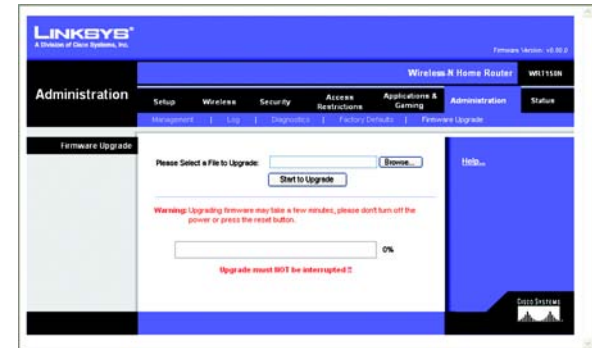 LINKSYS®
A Division of Cisco Systems, Inc.
Firmware Version: v0.00.0
Wireless-N Home Router WRT150N
Administration
Setup Wireless Security Access Restrictions Applications & Gaming Administration Status
Management | Log | Diagnostics | Factory Defaults | Firmware Upgrade
Firmware Upgrade
Please Select a File to Upgrade: Browse...
Start to Upgrade
Help...
Warning: Upgrading firmware may take a few minutes, please don't turn off the
power or press the reset button.
0%
Upgrade must NOT be interrupted !!
CISCO SYSTEMS